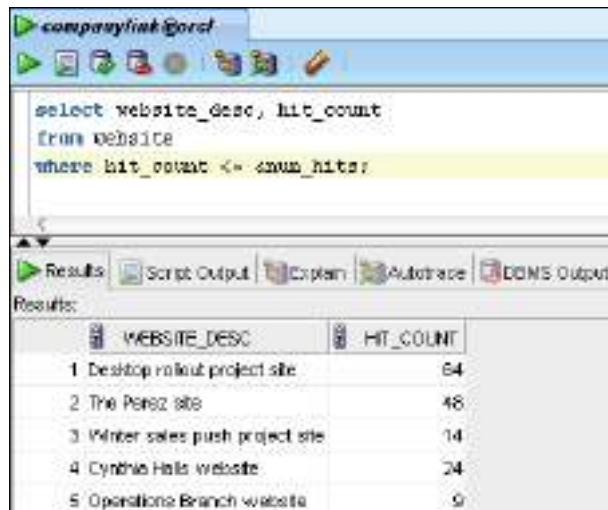 companylink@orcl
select website_desc, hit_count
from website
where hit_count <= &num_hits;
Results Script Output Explain Autotrace DBMS Output
Results:
WEBSITE_DESC HIT_COUNT
1 Desktop rollout project site 64
2 The Perez site 48
3 Winter sales push project site 14
4 Cynthia Halls website 24
5 Operations Branch website 9